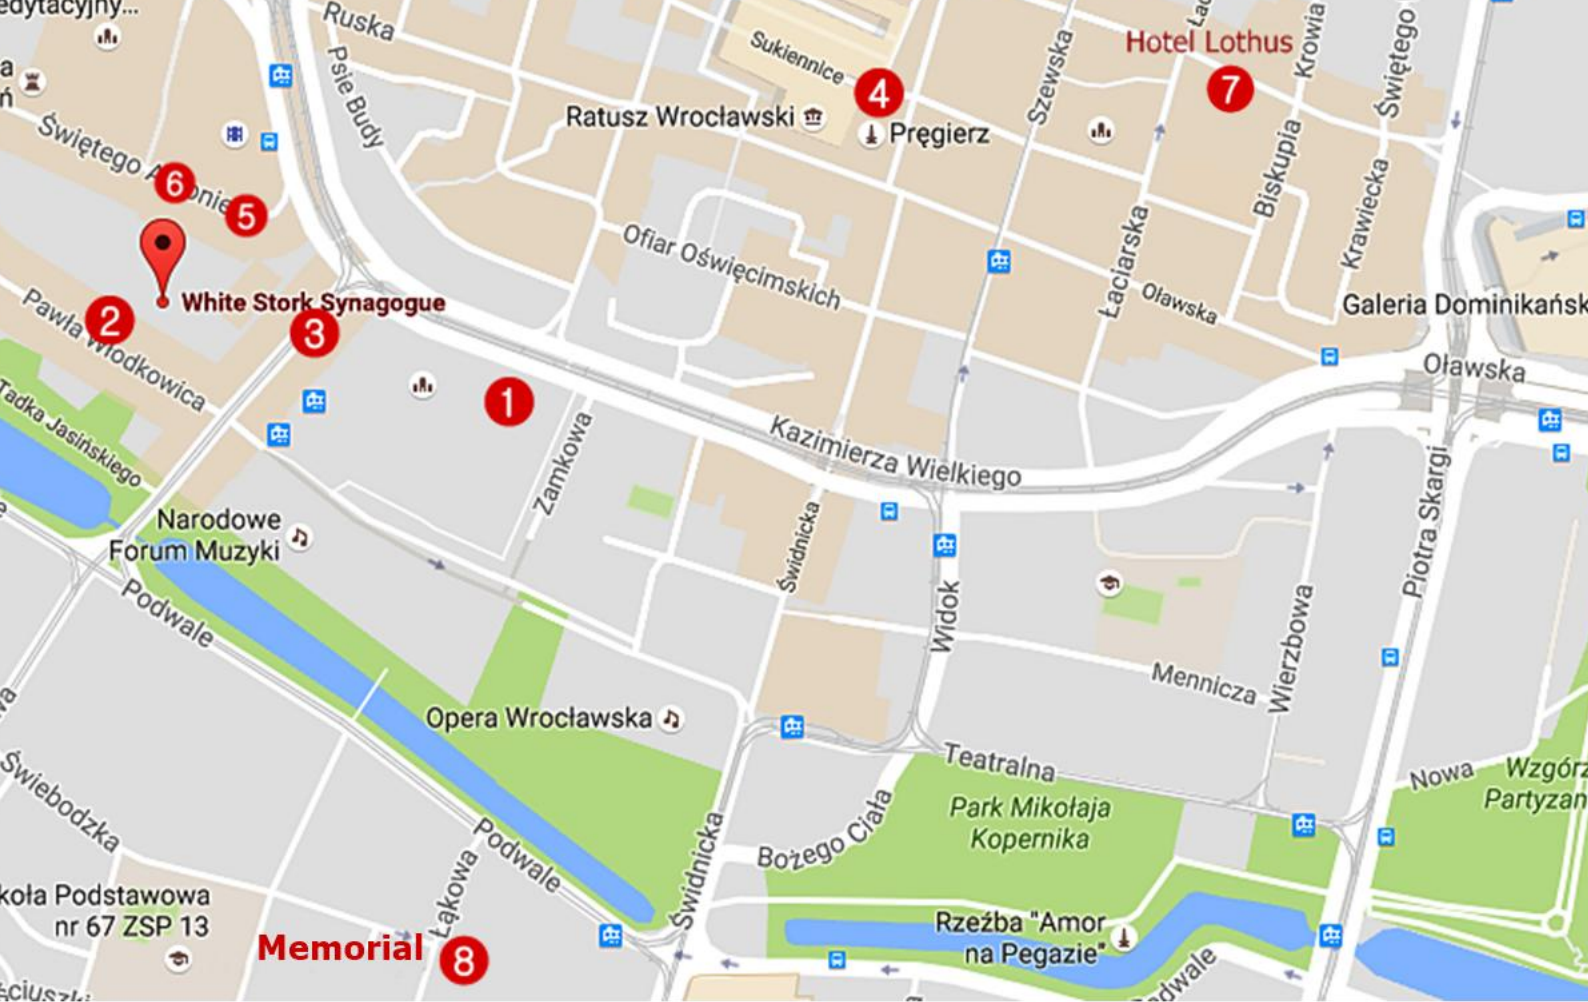 edytacyjny...
Ruska
Psie Budy
Sukiennice
4
Szewska
Hotel Lothus
7
Krowia
Świętego
Ratusz Wrocławski
Pręgierz
Biskupia
Krawiecka
Świętego A
onie
6
5
Ofiar Oświęcimskich
Łaciarska
Oławska
Galeria Dominikańsk
White Stork Synagogue
2
3
Pawła Włodkowica
Oławska
1
Tadka Jasińskiego
Zamkowa
Kazimierza Wielkiego
Piotra Skargi
Narodowe
Forum Muzyki
Świdnicka
Widok
Podwale
Wierzbowa
Mennicza
Opera Wrocławska
Teatralna
Nowa
Wzgórz
Partyzan
Świebodzka
Park Mikołaja
Kopernika
Bożego Ciała
Podwale
Świdnicka
Łąkowa
koła Podstawowa
nr 67 ZSP 13
Memorial
8
Rzeźba "Amor
na Pegazie"
ciuszki